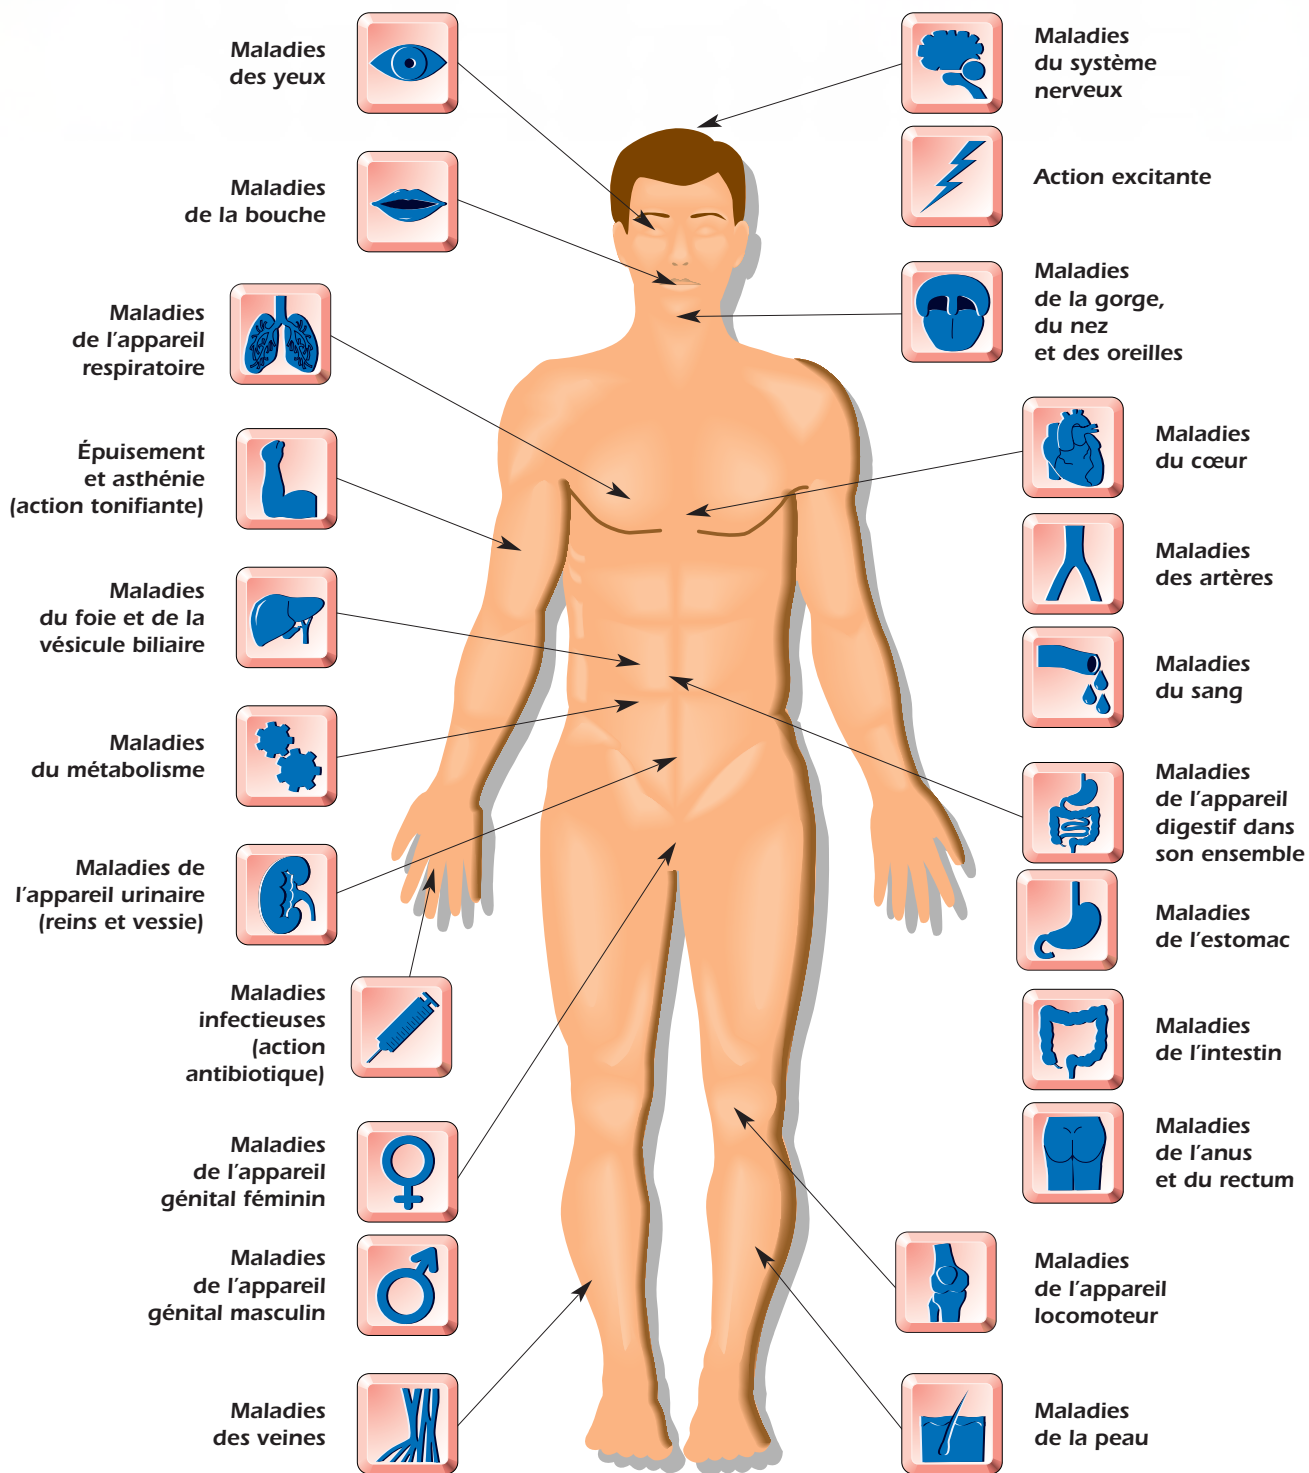 Maladies
des yeux
Maladies
de la bouche
Maladies
de l'appareil
respiratoire
Épuisement
et asthénie
(action tonifiante)
Maladies
du foie et de la
vésicule biliaire
Maladies
du métabolisme
Maladies de
l'appareil urinaire
(reins et vessie)
Maladies
infectieuses
(action
antibiotique)
Maladies
de l'appareil
génital féminin
Maladies
de l'appareil
génital masculin
Maladies
des veines
Maladies
du système
nerveux
Action excitante
Maladies
de la gorge,
du nez
et des oreilles
Maladies
du cœur
Maladies
des artères
Maladies
du sang
Maladies
de l'appareil
digestif dans
son ensemble
Maladies
de l'estomac
Maladies
de l'intestin
Maladies
de l'anus
et du rectum
Maladies
de l'appareil
locomoteur
Maladies
de la peau